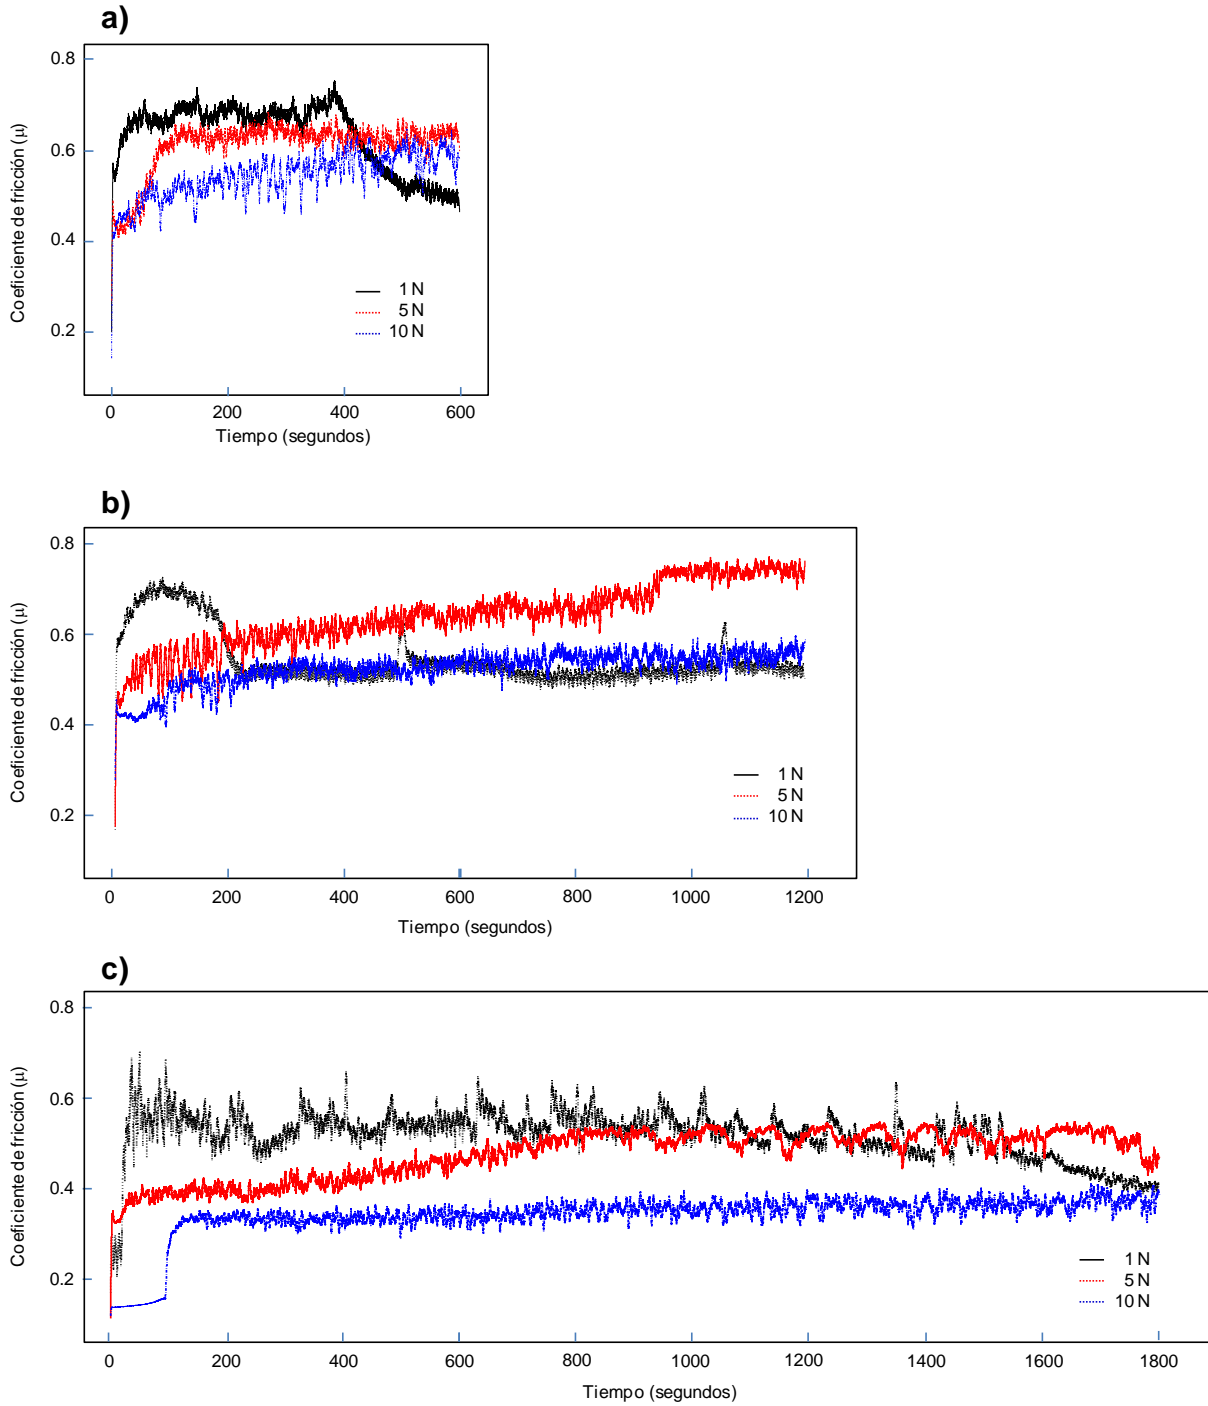 a)
0.8
0.6
0.4
0.2
Coeficiente de fricción (µ)
1 N
5 N
10 N
0 200 400 600
Tiempo (segundos)
b)
0.8
0.6
0.4
0.2
Coeficiente de fricción (µ)
1 N
5 N
10 N
0 200 400 600 800 1000 1200
Tiempo (segundos)
c)
0.8
0.6
0.4
0.2
Coeficiente de fricción (µ)
1 N
5 N
10 N
0 200 400 600 800 1000 1200 1400 1600 1800
Tiempo (segundos)